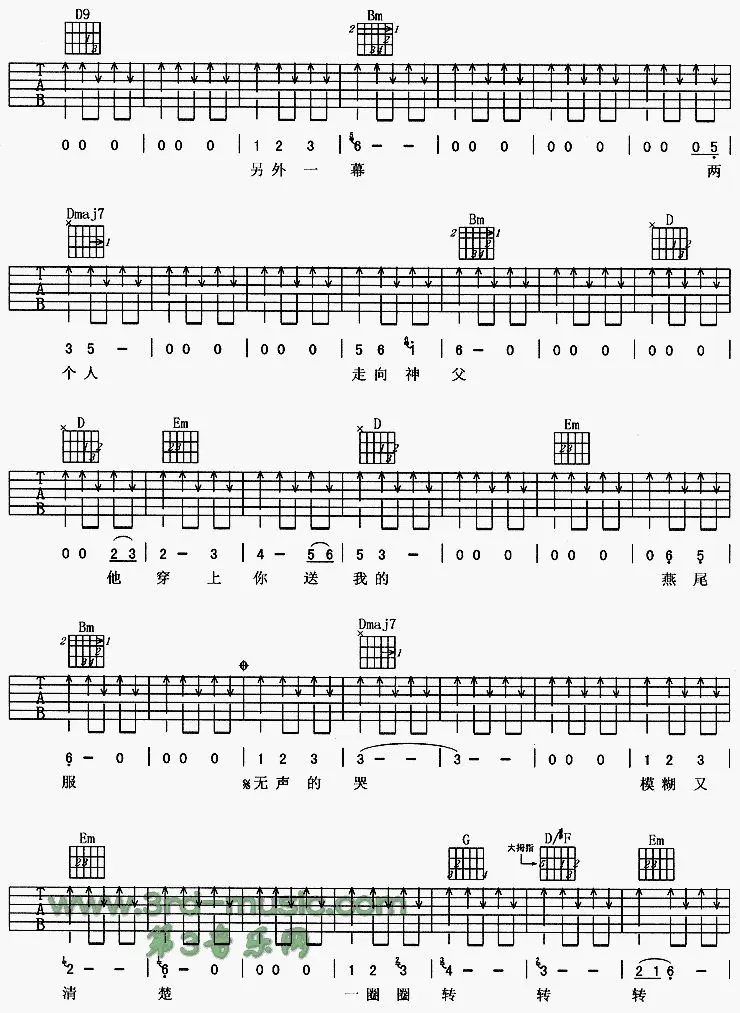 D9 Bm
2 1
T A B
0 0 0 | 0 0 0 | 1 2 3 | 6 - - | 0 0 0 | 0 0 0 | 0 0 0 5
另外一 幕 两
Dmaj7 Bm D
T A B
3 5 - | 0 0 0 | 0 0 0 | 5 6 1 | 6 - 0 | 0 0 0 | 0 0 0
个人 走向神 父
D Em D Em
T A B
0 0 2 3 | 2 - 3 | 4 - 5 6 | 5 3 - | 0 0 0 | 0 0 0 | 0 6 5
他 穿 上 你 送 我的 燕尾
Bm Dmaj7
T A B
6 - 0 | 0 0 0 | 1 2 3 | 3 - - | 3 - - | 0 0 0 | 1 2 3
服 无声的 哭 模糊又
Em G D/#F Em
大拇指
T A B
www.3rd-music.com
第3音乐网
2 - - | 6 - 0 | 0 0 0 | 1 2 3 | 4 - - | 3 - - | 2 1 6 -
清 楚 一圈圈 转 转 转